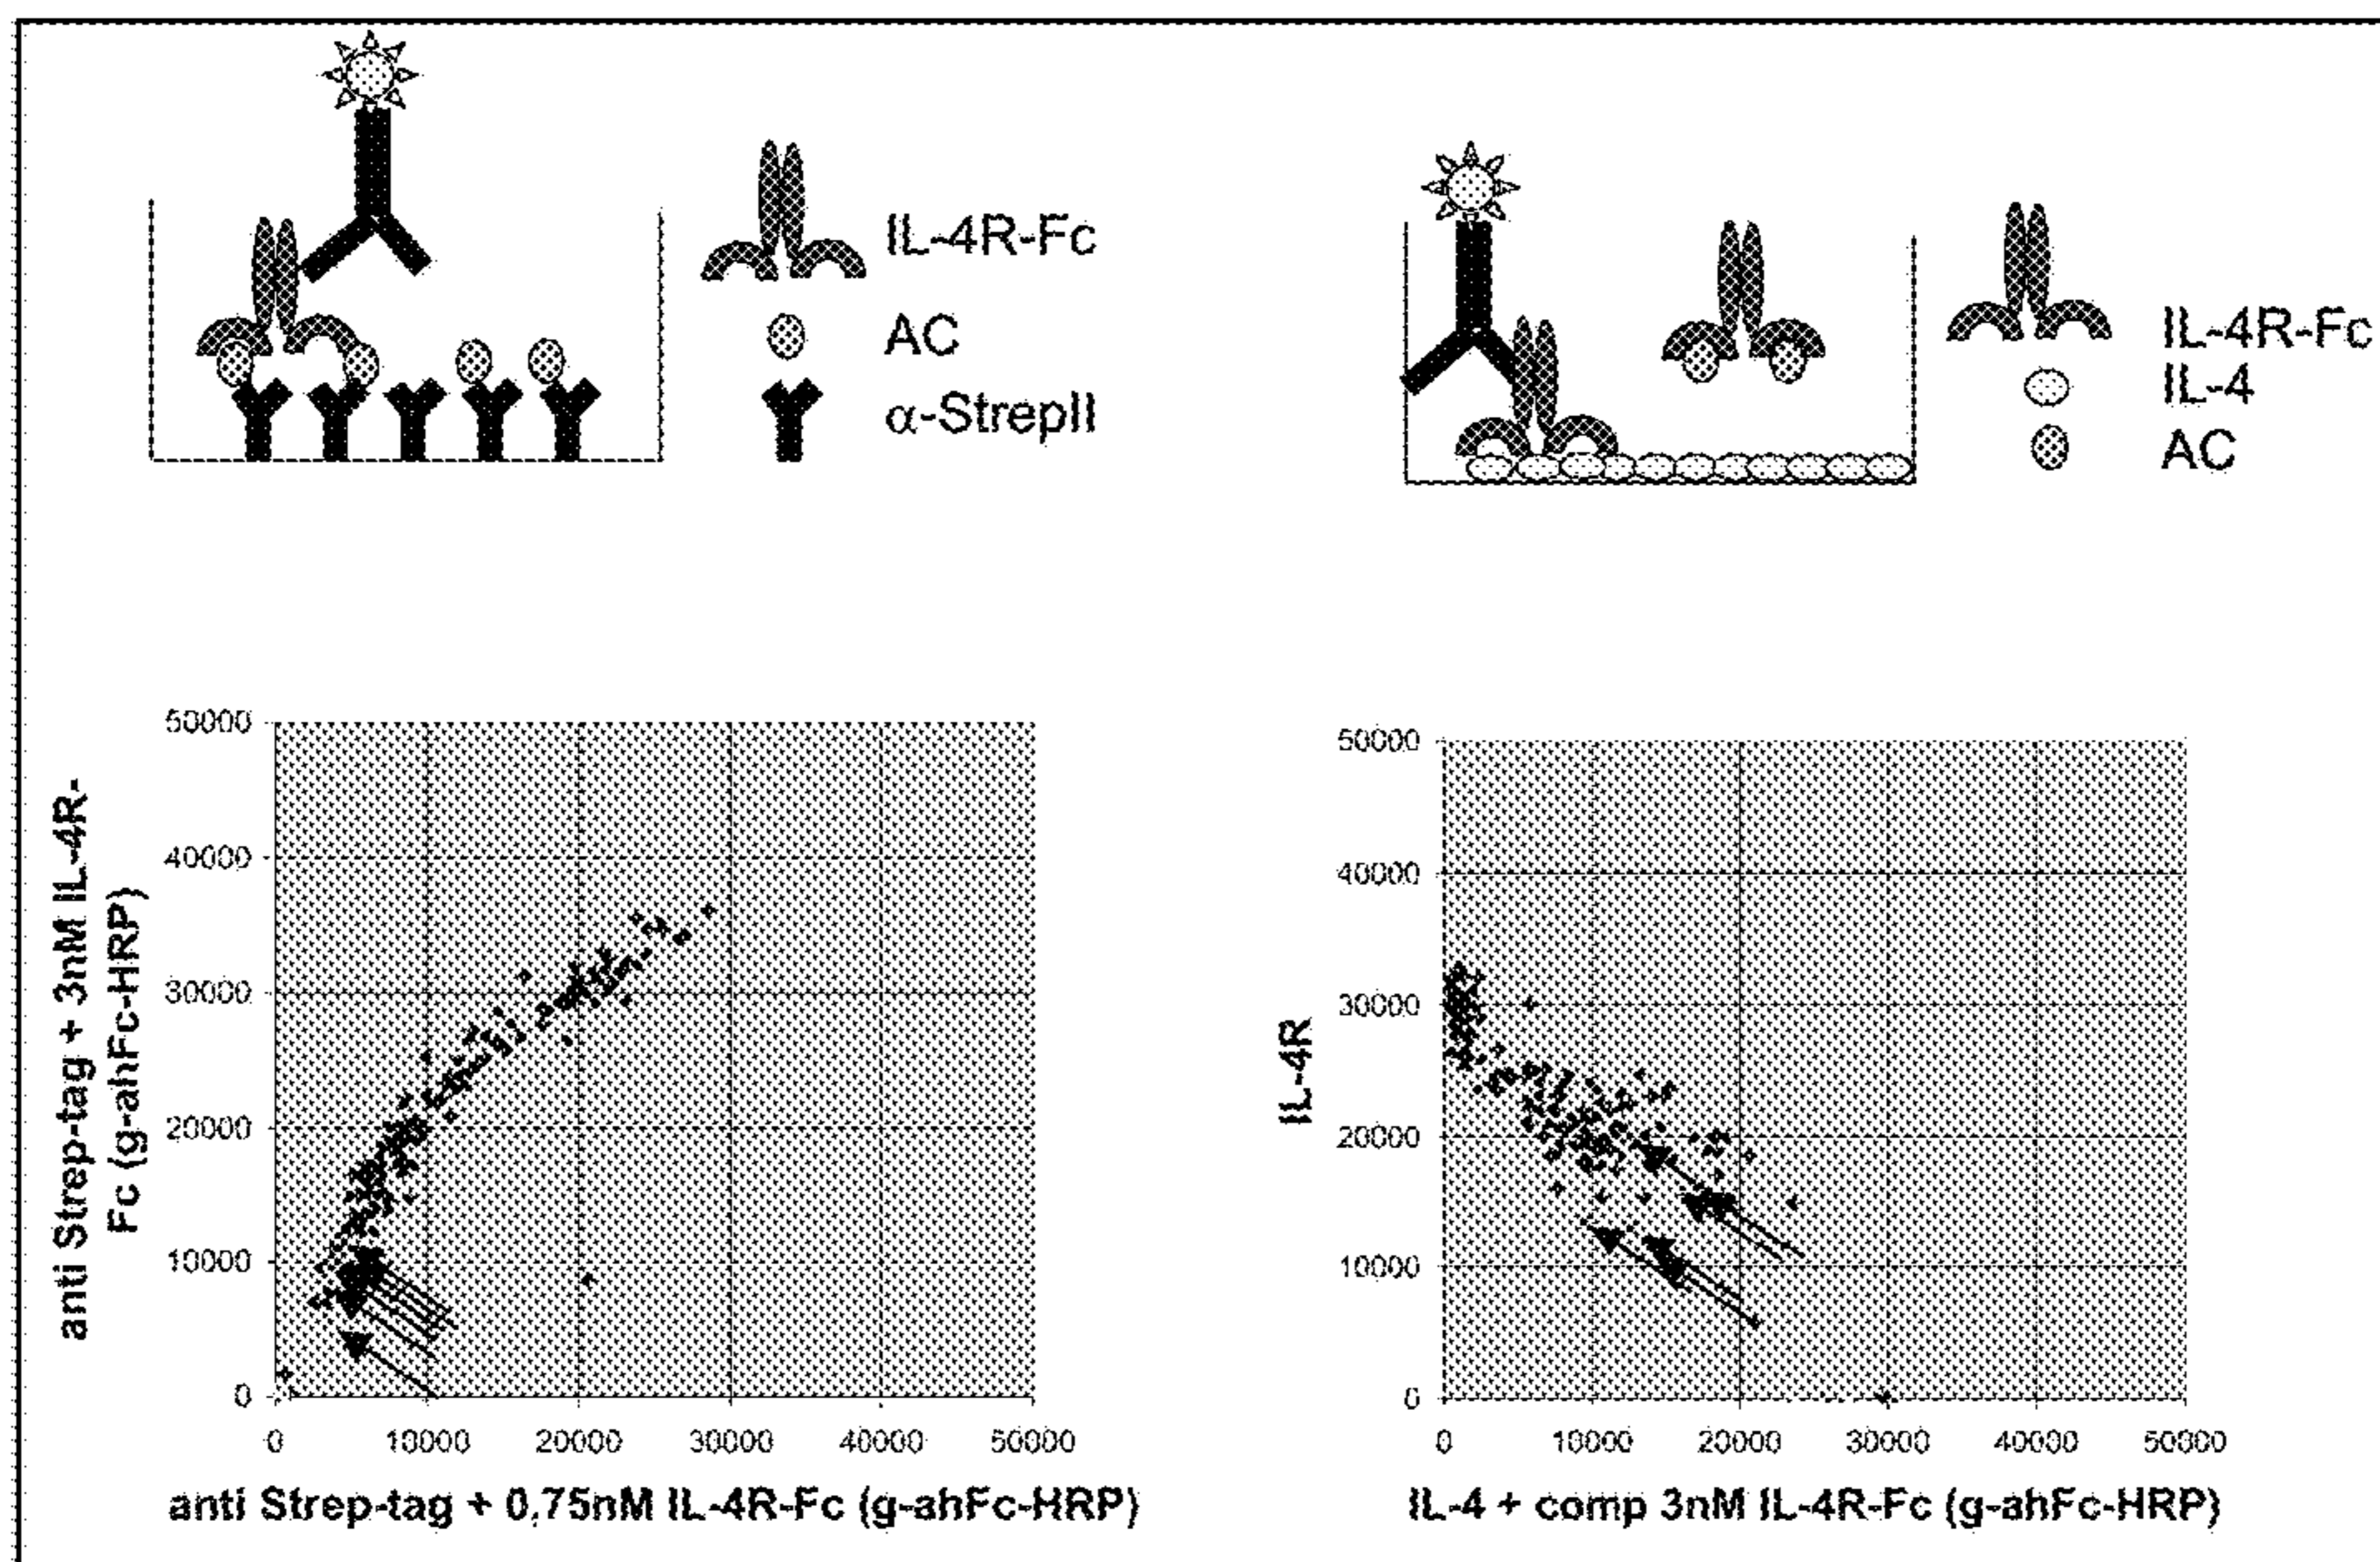 IL-4R-Fc
AC
α-StrepII
IL-4R-Fc
IL-4
AC
anti Strep-tag + 3nM IL-4R-
Fc (g-ahFc-HRP)
50000
40000
30000
20000
10000
0
0 10000 20000 30000 40000 50000
anti Strep-tag + 0,75nM IL-4R-Fc (g-ahFc-HRP)
IL-4R
50000
40000
30000
20000
10000
0
0 10000 20000 30000 40000 50000
IL-4 + comp 3nM IL-4R-Fc (g-ahFc-HRP)